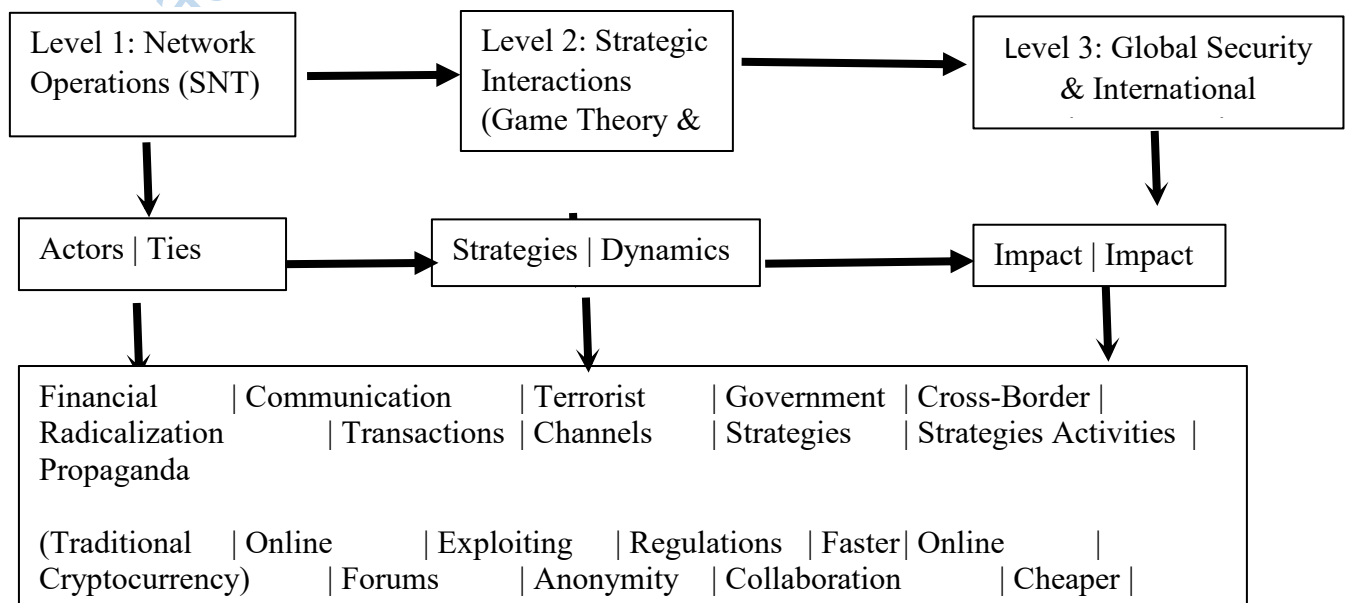 Level 1: Network
Operations (SNT)
Level 2: Strategic
Interactions
(Game Theory &
Level 3: Global Security
& International
Actors | Ties
Strategies | Dynamics
Impact | Impact
Financial | Communication | Terrorist | Government | Cross-Border |
Radicalization | Transactions | Channels | Strategies | Strategies Activities |
Propaganda
(Traditional | Online | Exploiting | Regulations | Faster | Online |
Cryptocurrency) | Forums | Anonymity | Collaboration | Cheaper |